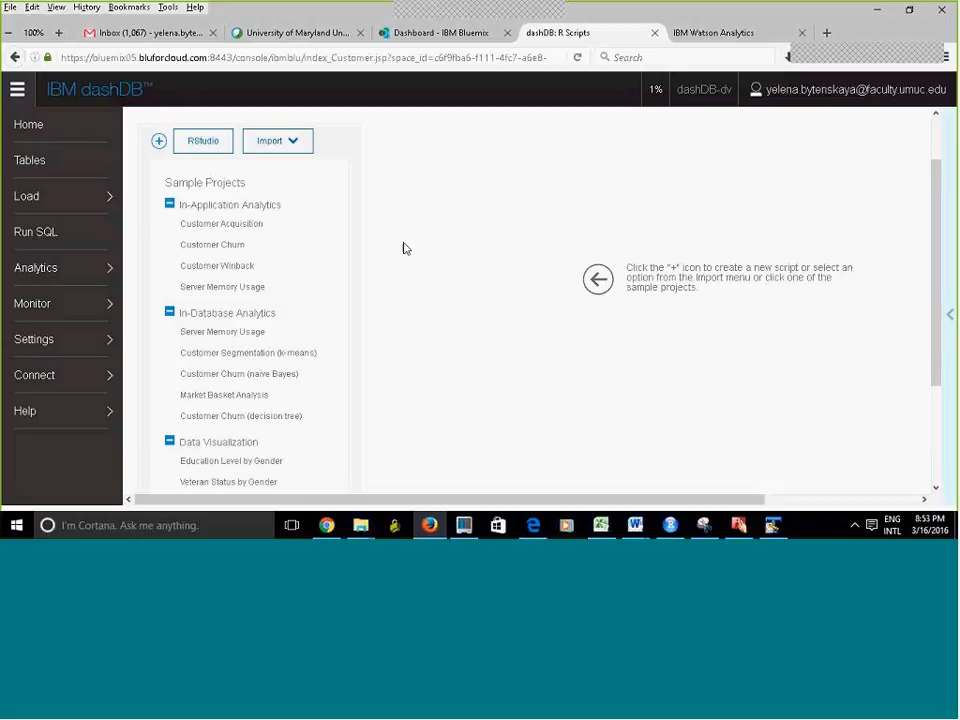 File Edit View History Bookmarks Tools Help
100% Inbox (1,067) - yelena.byte... University of Maryland Un... Dashboard - IBM Bluemix dashDB: R Scripts IBM Watson Analytics
https://bluemix05.bluforcloud.com:8443/console/ibmblu/index_Customer.jsp?space_id=c6f9fba6-f111-4fc7-a6e8- Search
IBM dashDB™ 1% dashDB-dv yelena.bytenskaya@faculty.umuc.edu
Home
Tables
Load
Run SQL
Analytics
Monitor
Settings
Connect
Help
RStudio Import
Sample Projects
In-Application Analytics
Customer Acquisition
Customer Churn
Customer Winback
Server Memory Usage
In-Database Analytics
Server Memory Usage
Customer Segmentation (k-means)
Customer Churn (naive Bayes)
Market Basket Analysis
Customer Churn (decision tree)
Data Visualization
Education Level by Gender
Veteran Status by Gender
Click the "+" icon to create a new script or select an
option from the Import menu or click one of the
sample projects.
I'm Cortana. Ask me anything.
ENG 8:53 PM
INTL 3/16/2016